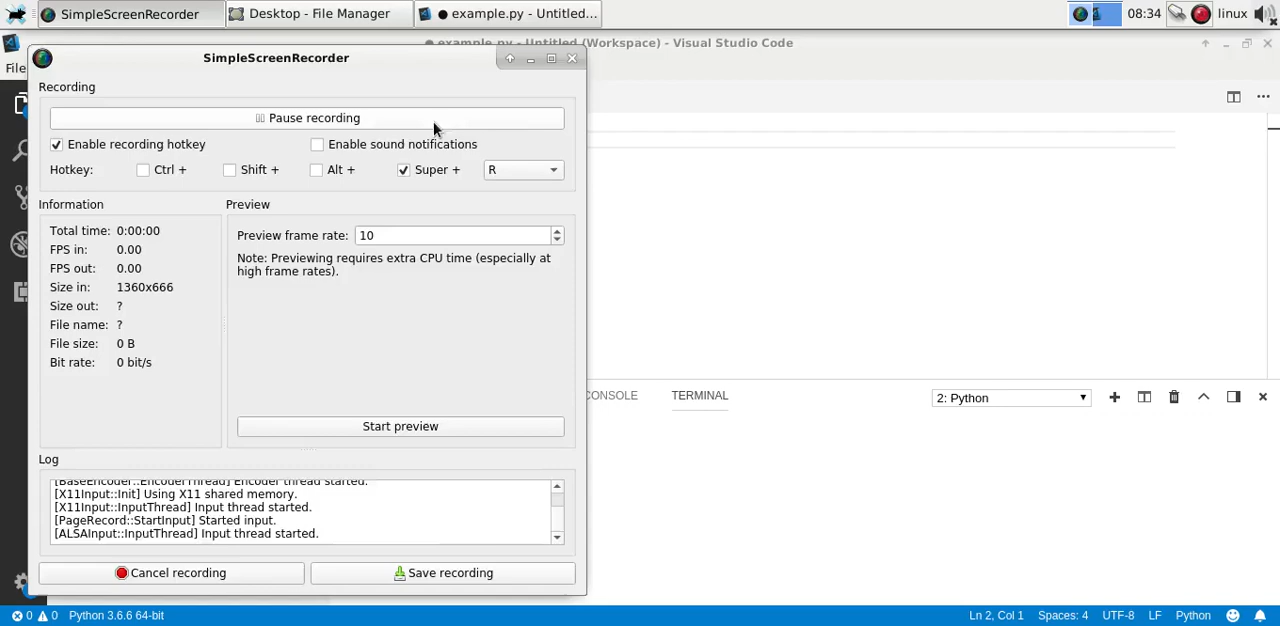 SimpleScreenRecorder
Desktop - File Manager
● example.py - Untitled...
08:34
linux
● example.py - Untitled (Workspace) - Visual Studio Code
File
SimpleScreenRecorder
Recording
Pause recording
Enable recording hotkey
Enable sound notifications
Hotkey:
Ctrl +
Shift +
Alt +
Super +
R
Information
Total time: 0:00:00
FPS in: 0.00
FPS out: 0.00
Size in: 1360x666
Size out: ?
File name: ?
File size: 0 B
Bit rate: 0 bit/s
Preview
Preview frame rate: 10
Note: Previewing requires extra CPU time (especially at
high frame rates).
Start preview
Log
[BaseEncoder::EncoderThread] Encoder thread started.
[X11Input::Init] Using X11 shared memory.
[X11Input::InputThread] Input thread started.
[PageRecord::StartInput] Started input.
[ALSAInput::InputThread] Input thread started.
Cancel recording
Save recording
CONSOLE
TERMINAL
2: Python
0
0
Python 3.6.6 64-bit
Ln 2, Col 1
Spaces: 4
UTF-8
LF
Python